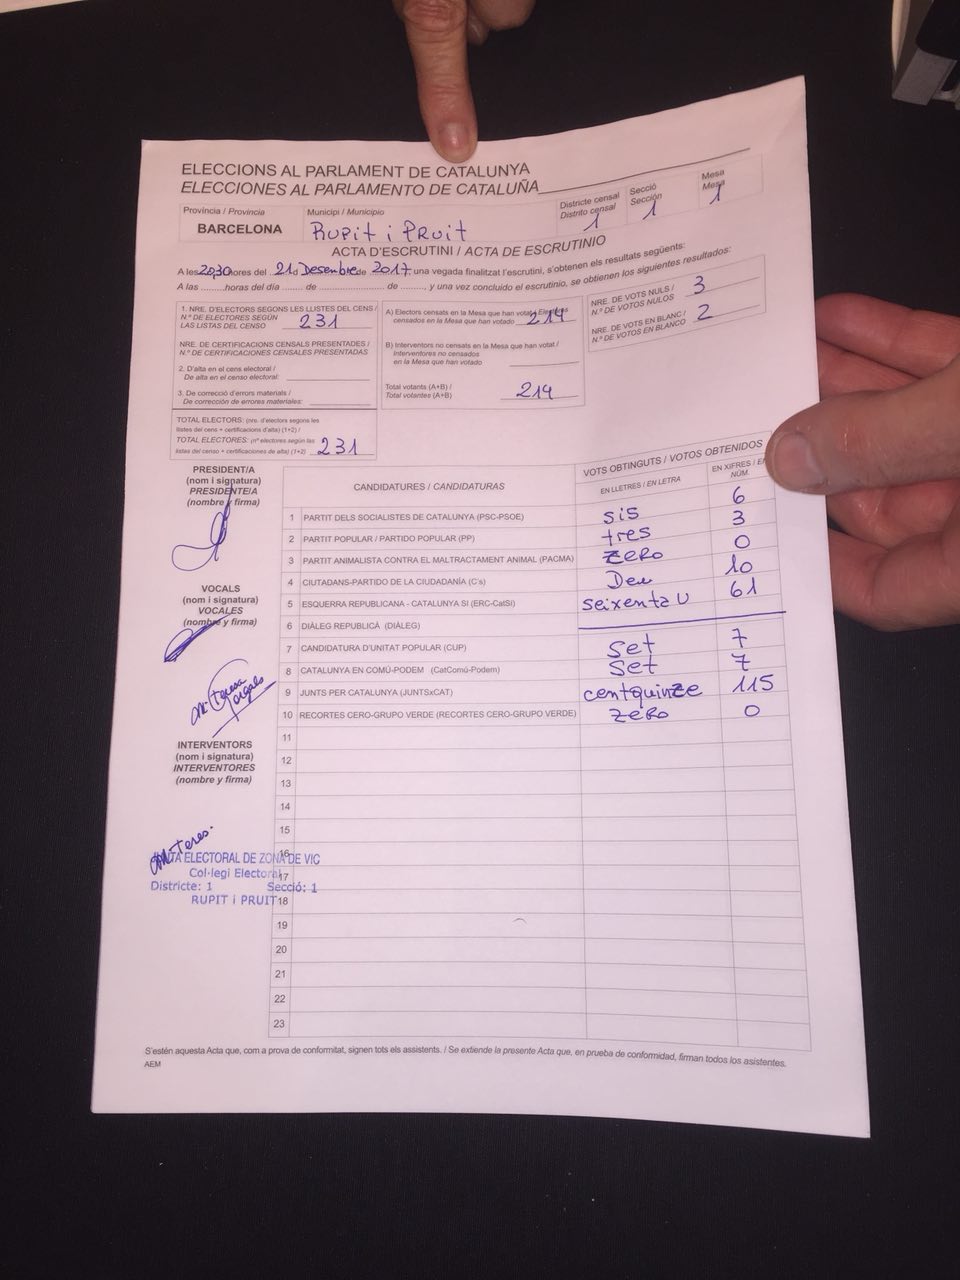 ELECCIONS AL PARLAMENT DE CATALUNYA
ELECCIONES AL PARLAMENTO DE CATALUÑA
Província / Provincia
BARCELONA
Municipi / Municipio
RUPIT i PRUIT
Districte censal
Distrito censal
1
Secció
Sección
1
Mesa
Mesa
1
ACTA D'ESCRUTINI / ACTA DE ESCRUTINIO
A les 20,30 hores del 21 d Desembre de 2017, una vegada finalitzat l'escrutini, s'obtenen els resultats següents:
A las ........ horas del día ...... de ............... de ........, y una vez concluido el escrutinio, se obtienen los siguientes resultados:
1. NRE. D'ELECTORS SEGONS LES LLISTES DEL CENS /
N.º DE ELECTORES SEGÚN
LAS LISTAS DEL CENSO 231
NRE. DE CERTIFICACIONS CENSALS PRESENTADES /
N.º DE CERTIFICACIONES CENSALES PRESENTADAS
2. D'alta en el cens electoral /
De alta en el censo electoral:
3. De correcció d'errors materials /
De corrección de errores materiales:
TOTAL ELECTORS: (nre. d'electors segons les
llistes del cens + certificacions d'alta) (1+2) /
TOTAL ELECTORES: (nº electores según las
listas del censo + certificaciones de alta) (1+2) 231
A) Electors censats en la Mesa que han votat / Electores
censados en la Mesa que han votado 214
B) Interventors no censats en la Mesa que han votat /
Interventores no censados
en la Mesa que han votado
Total votants (A+B) /
Total votantes (A+B) 214
NRE. DE VOTS NULS /
N.º DE VOTOS NULOS 3
NRE. DE VOTS EN BLANC /
N.º DE VOTOS EN BLANCO 2
PRESIDENT/A
(nom i signatura)
PRESIDENTE/A
(nombre y firma)
VOCALS
(nom i signatura)
VOCALES
(nombre y firma)
Mª Teresa
INTERVENTORS
(nom i signatura)
INTERVENTORES
(nombre y firma)
CANDIDATURES / CANDIDATURAS
VOTS OBTINGUTS / VOTOS OBTENIDOS
EN LLETRES / EN LETRA
EN XIFRES / EN
NÚM.
1 PARTIT DELS SOCIALISTES DE CATALUNYA (PSC-PSOE) sis 6
2 PARTIT POPULAR / PARTIDO POPULAR (PP) tres 3
3 PARTIT ANIMALISTA CONTRA EL MALTRACTAMENT ANIMAL (PACMA) zero 0
4 CIUTADANS-PARTIDO DE LA CIUDADANÍA (C's) Deu 10
5 ESQUERRA REPUBLICANA - CATALUNYA SI (ERC-CatSí) seixenta u 61
6 DIÀLEG REPUBLICÀ (DIÀLEG)
7 CANDIDATURA D'UNITAT POPULAR (CUP) set 7
8 CATALUNYA EN COMÚ-PODEM (CatComú-Podem) set 7
9 JUNTS PER CATALUNYA (JUNTSxCAT) centquinze 115
10 RECORTES CERO-GRUPO VERDE (RECORTES CERO-GRUPO VERDE) zero 0
11
12
13
14
15
16
17
18
19
20
21
22
23
ELECTORAL DE ZONA DE VIC
Col·legi Electoral
Districte: 1 Secció: 1
RUPIT i PRUIT
S'estén aquesta Acta que, com a prova de conformitat, signen tots els assistents. / Se extiende la presente Acta que, en prueba de conformidad, firman todos los asistentes.
AEM